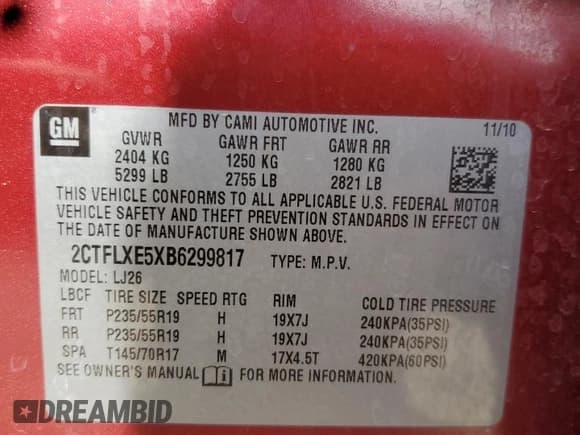 GM
MFD BY CAMI AUTOMOTIVE INC. 11/10
GVWR GAWR FRT GAWR RR
2404 KG 1250 KG 1280 KG
5299 LB 2755 LB 2821 LB
THIS VEHICLE CONFORMS TO ALL APPLICABLE U.S. FEDERAL MOTOR
VEHICLE SAFETY AND THEFT PREVENTION STANDARDS IN EFFECT ON
THE DATE OF MANUFACTURE SHOWN ABOVE.
2CTFLXE5XB6299817 TYPE: M.P.V.
MODEL: LJ26
LBCF TIRE SIZE SPEED RTG RIM COLD TIRE PRESSURE
FRT P235/55R19 H 19X7J 240KPA(35PSI)
RR P235/55R19 H 19X7J 240KPA(35PSI)
SPA T145/70R17 M 17X4.5T 420KPA(60PSI)
SEE OWNER'S MANUAL FOR MORE INFORMATION.
DREAMBID